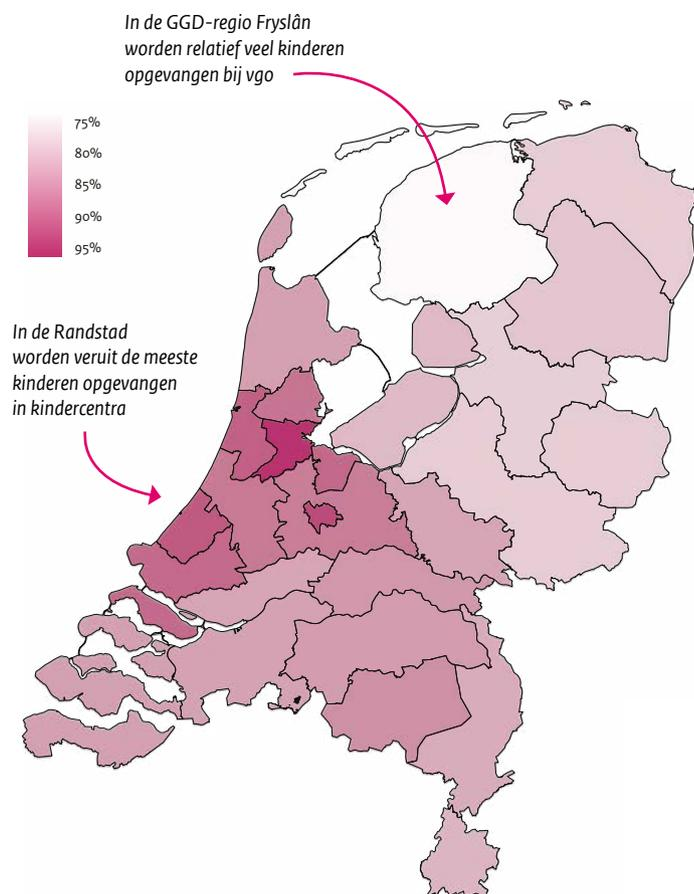 In de GGD-regio Fryslân
worden relatief veel kinderen
opgevangen bij vgo
75%
80%
85%
90%
95%
In de Randstad
worden veruit de meeste
kinderen opgevangen
in kindercentra